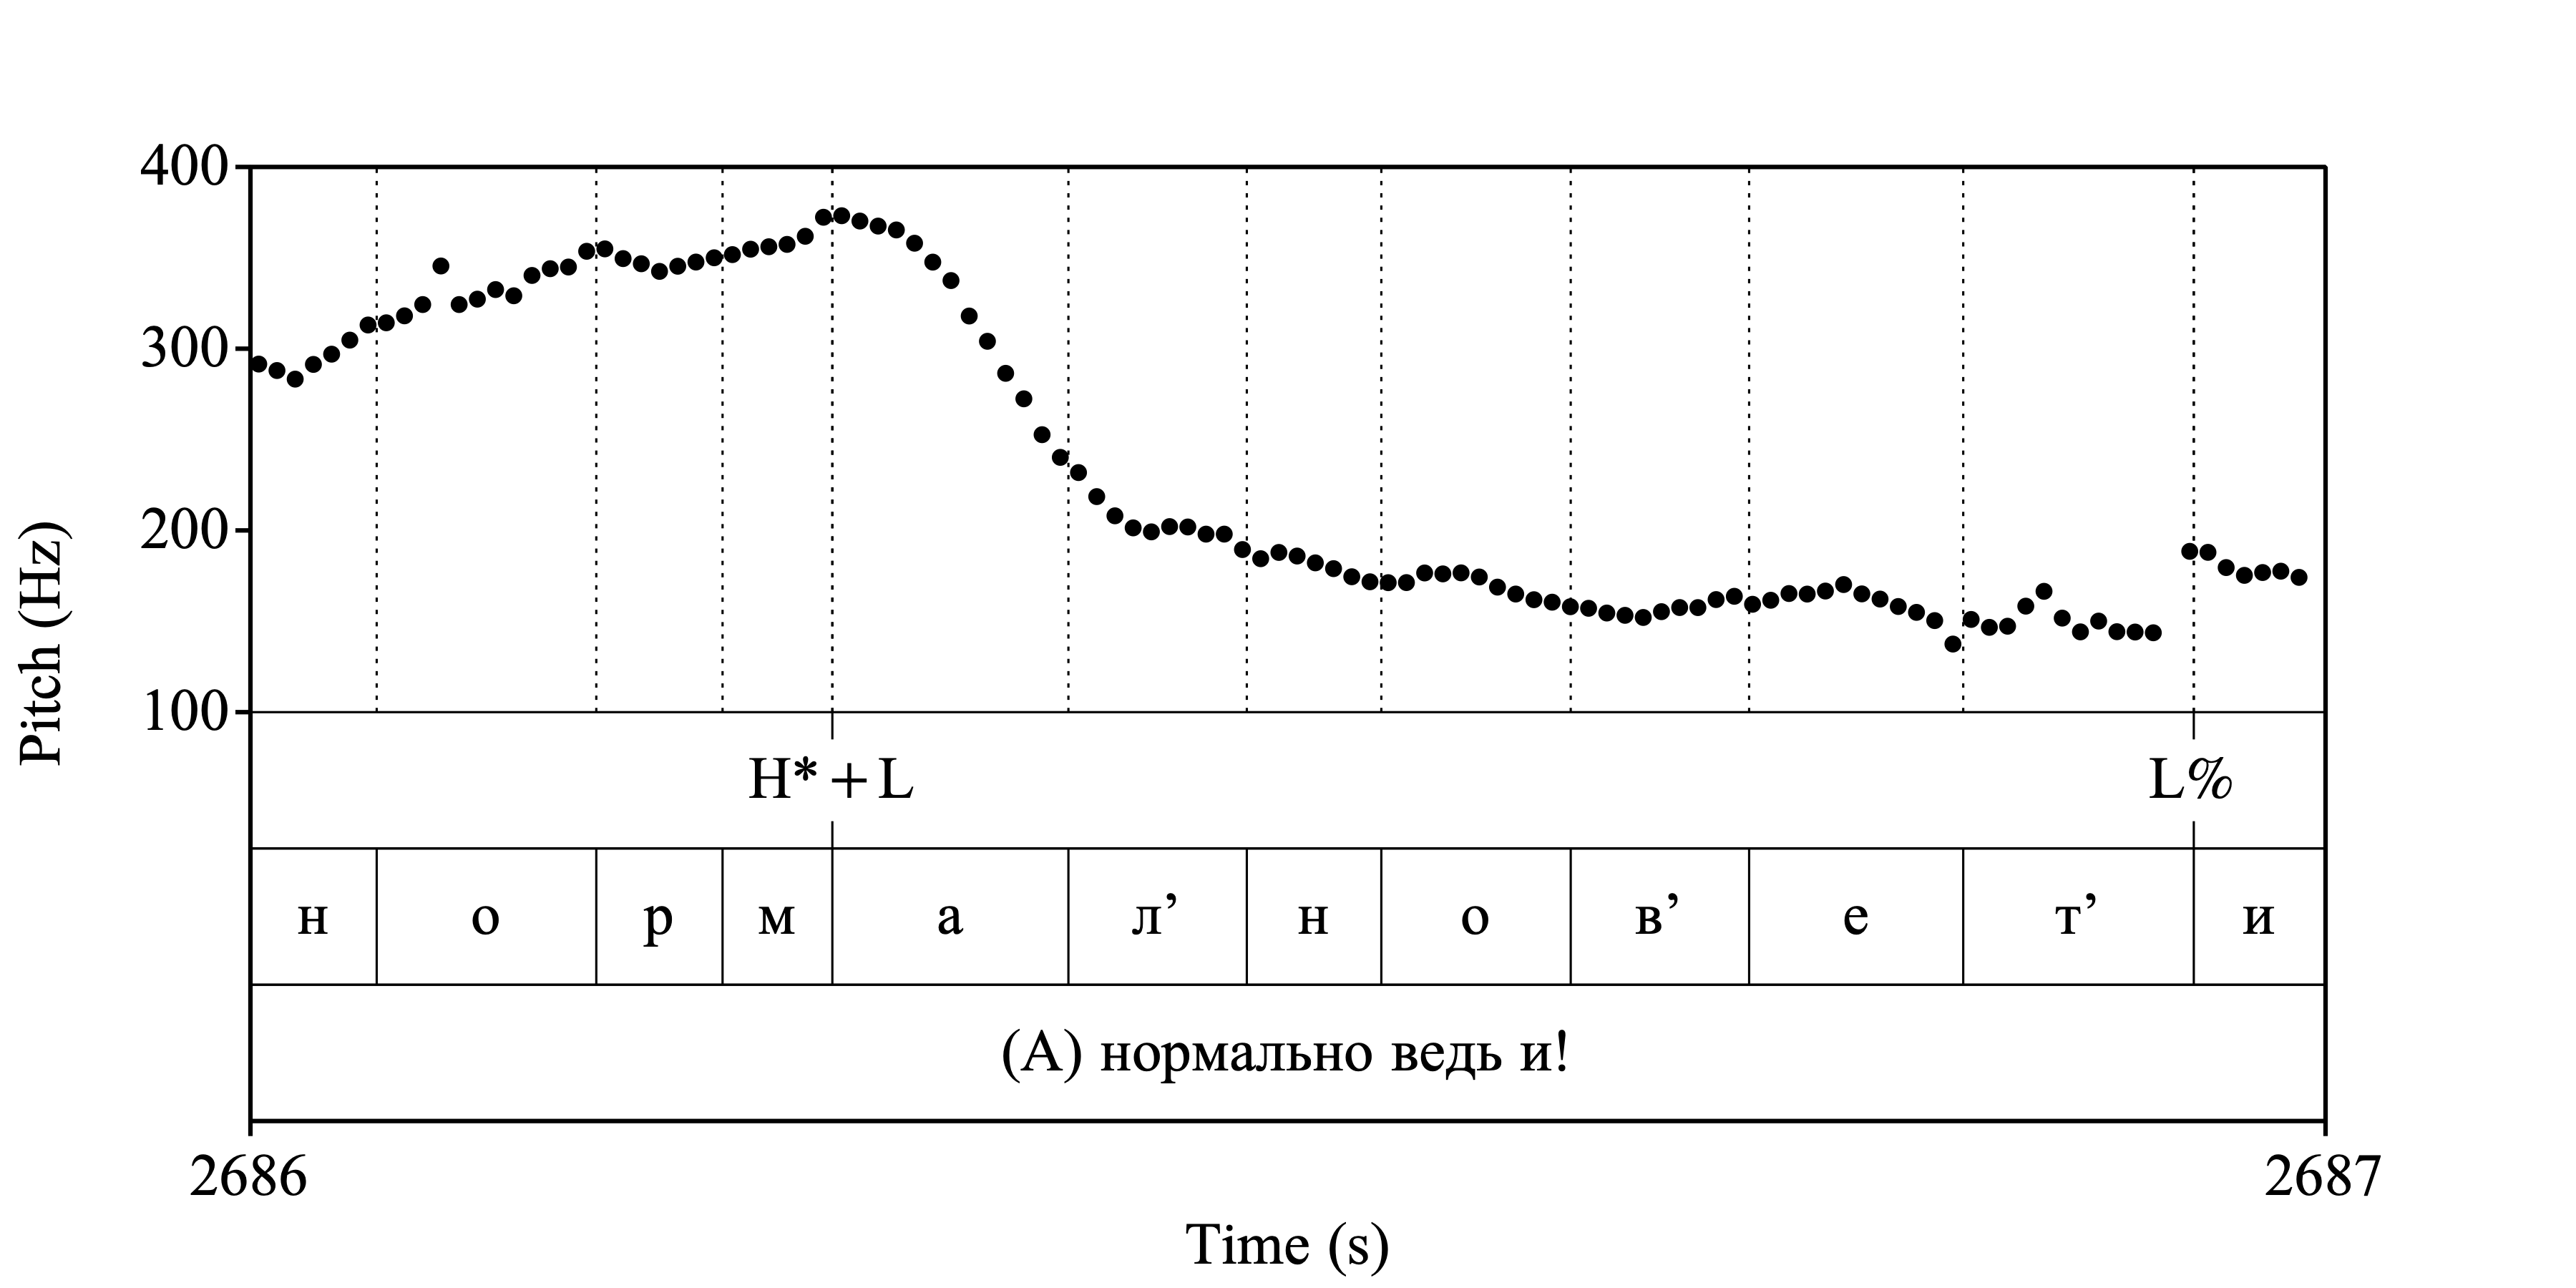 400
300
200
100
Pitch (Hz)
H*+L L%
н о р м а л’ н о в’ е т’ и
(А) нормально ведь и!
2686 2687
Time (s)